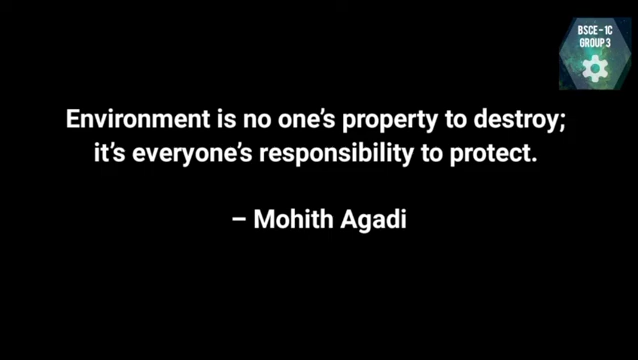 BSCE - 1C
GROUP 3
Environment is no one's property to destroy;
it's everyone's responsibility to protect.
– Mohith Agadi